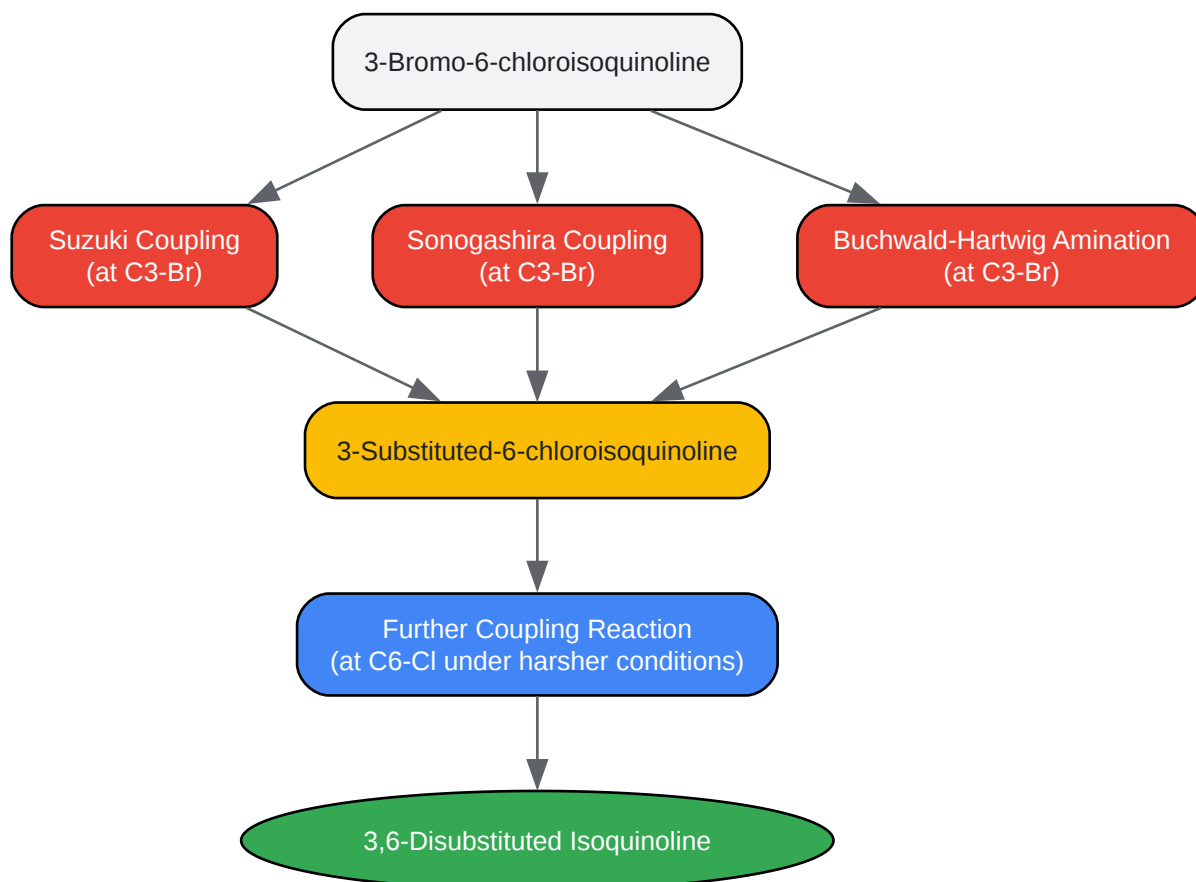 3-Bromo-6-chloroisoquinoline
Suzuki Coupling
(at C3-Br)
Sonogashira Coupling
(at C3-Br)
Buchwald-Hartwig Amination
(at C3-Br)
3-Substituted-6-chloroisoquinoline
Further Coupling Reaction
(at C6-Cl under harsher conditions)
3,6-Disubstituted Isoquinoline